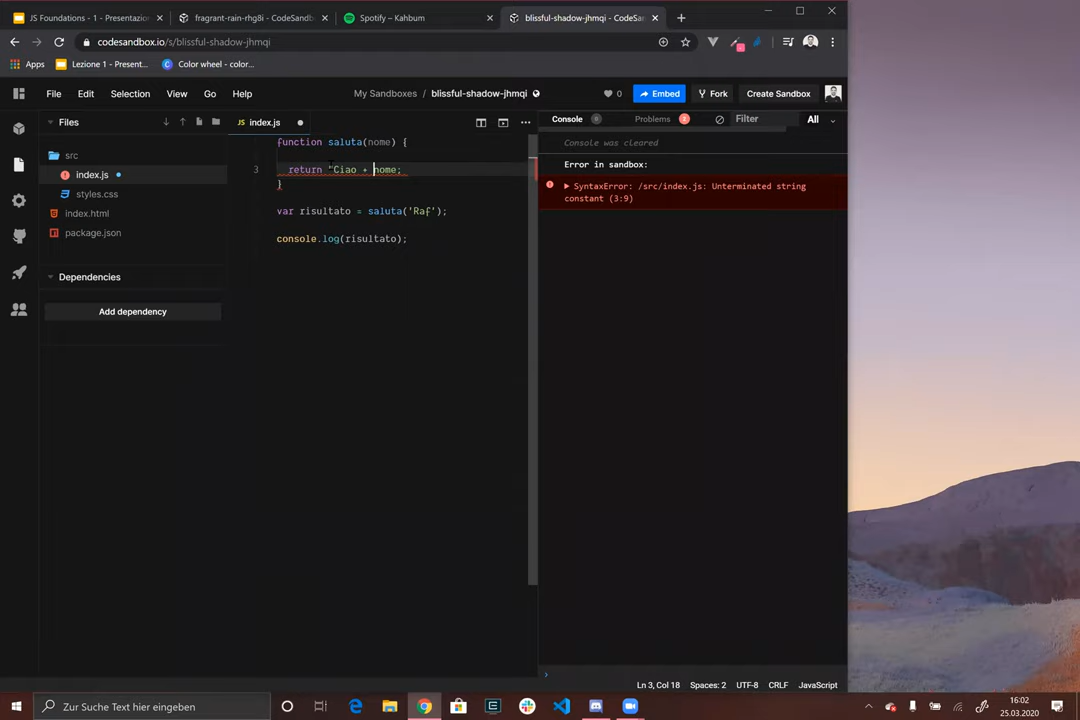 JS Foundations - 1 - Presentazion
fragrant-rain-rhg8i - CodeSandb
Spotify – Kahbum
blissful-shadow-jhmqi - CodeSan
codesandbox.io/s/blissful-shadow-jhmqi
Apps
Lezione 1 - Present...
Color wheel - color...
File
Edit
Selection
View
Go
Help
My Sandboxes / blissful-shadow-jhmqi
0
Embed
Fork
Create Sandbox
Files
JS index.js
Console 0
Problems 2
Filter
All
src
index.js
styles.css
index.html
package.json
Dependencies
Add dependency
function saluta(nome) {
3 return "Ciao + nome;
}
var risultato = saluta('Raf');
console.log(risultato);
Console was cleared
Error in sandbox:
▶ SyntaxError: /src/index.js: Unterminated string
constant (3:9)
Ln 3, Col 18
Spaces: 2
UTF-8
CRLF
JavaScript
Zur Suche Text hier eingeben
16:02
25.03.2020